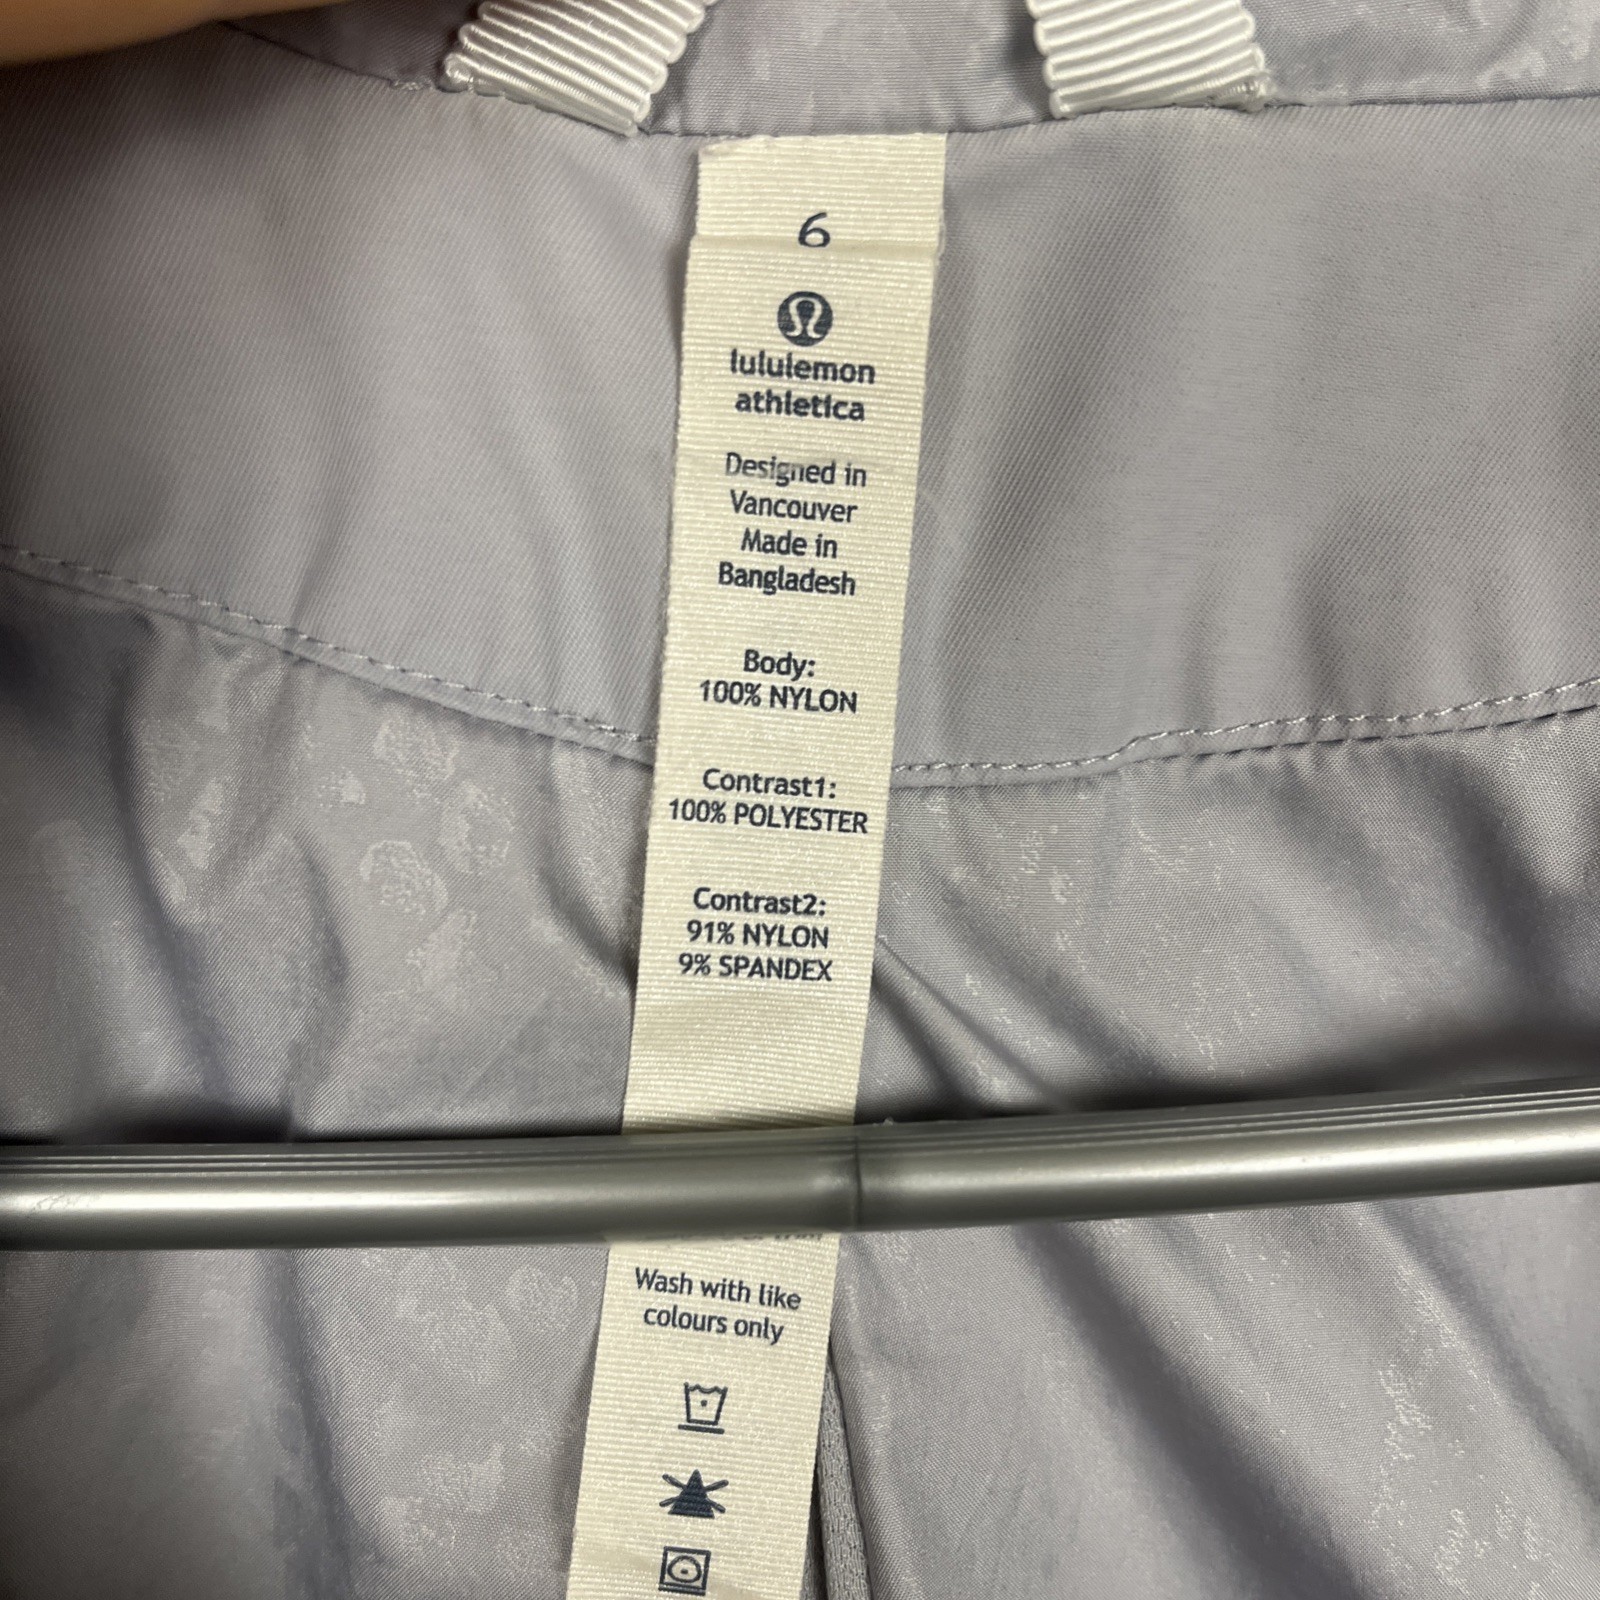 6
lululemon
athletica
Designed in
Vancouver
Made in
Bangladesh
Body:
100% NYLON
Contrast1:
100% POLYESTER
Contrast2:
91% NYLON
9% SPANDEX
Wash with like
colours only